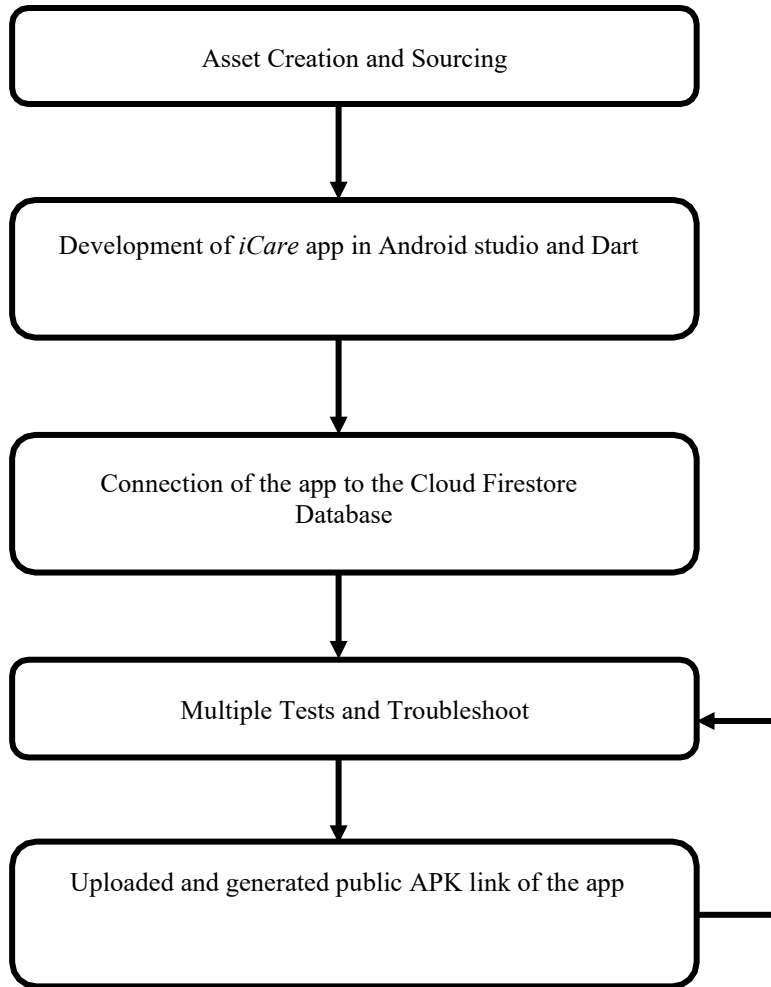 Asset Creation and Sourcing
Development of iCare app in Android studio and Dart
Connection of the app to the Cloud Firestore
Database
Multiple Tests and Troubleshoot
Uploaded and generated public APK link of the app